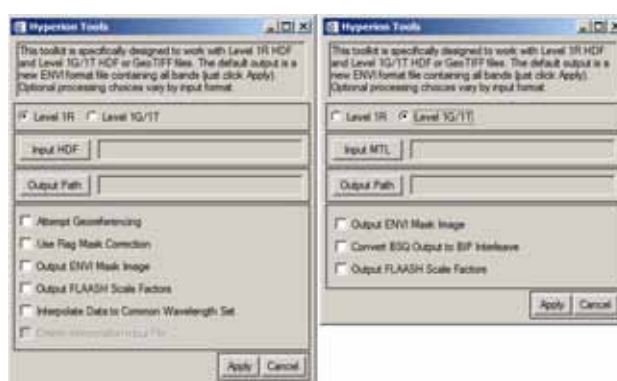 Hyperion Tools
This toolkit is specifically designed to work with Level 1R HDF
and Level 1G/1T HDF or GeoTIFF files. The default output is a
new ENVI format file containing all bands (just click Apply).
Optional processing choices vary by input format.
Level 1R Level 1G/1T
Input HDF
Output Path
Attempt Georeferencing
Use Flag Mask Correction
Output ENVI Mask Image
Output FLAASH Scale Factors
Interpolate Data to Common Wavelength Set
Apply Cancel
Hyperion Tools
This toolkit is specifically designed to work with Level 1R HDF
and Level 1G/1T HDF or GeoTIFF files. The default output is a
new ENVI format file containing all bands (just click Apply).
Optional processing choices vary by input format.
Level 1R Level 1G/1T
Input MTL
Output Path
Output ENVI Mask Image
Convert BSQ Output to BIP Interleave
Output FLAASH Scale Factors
Apply Cancel